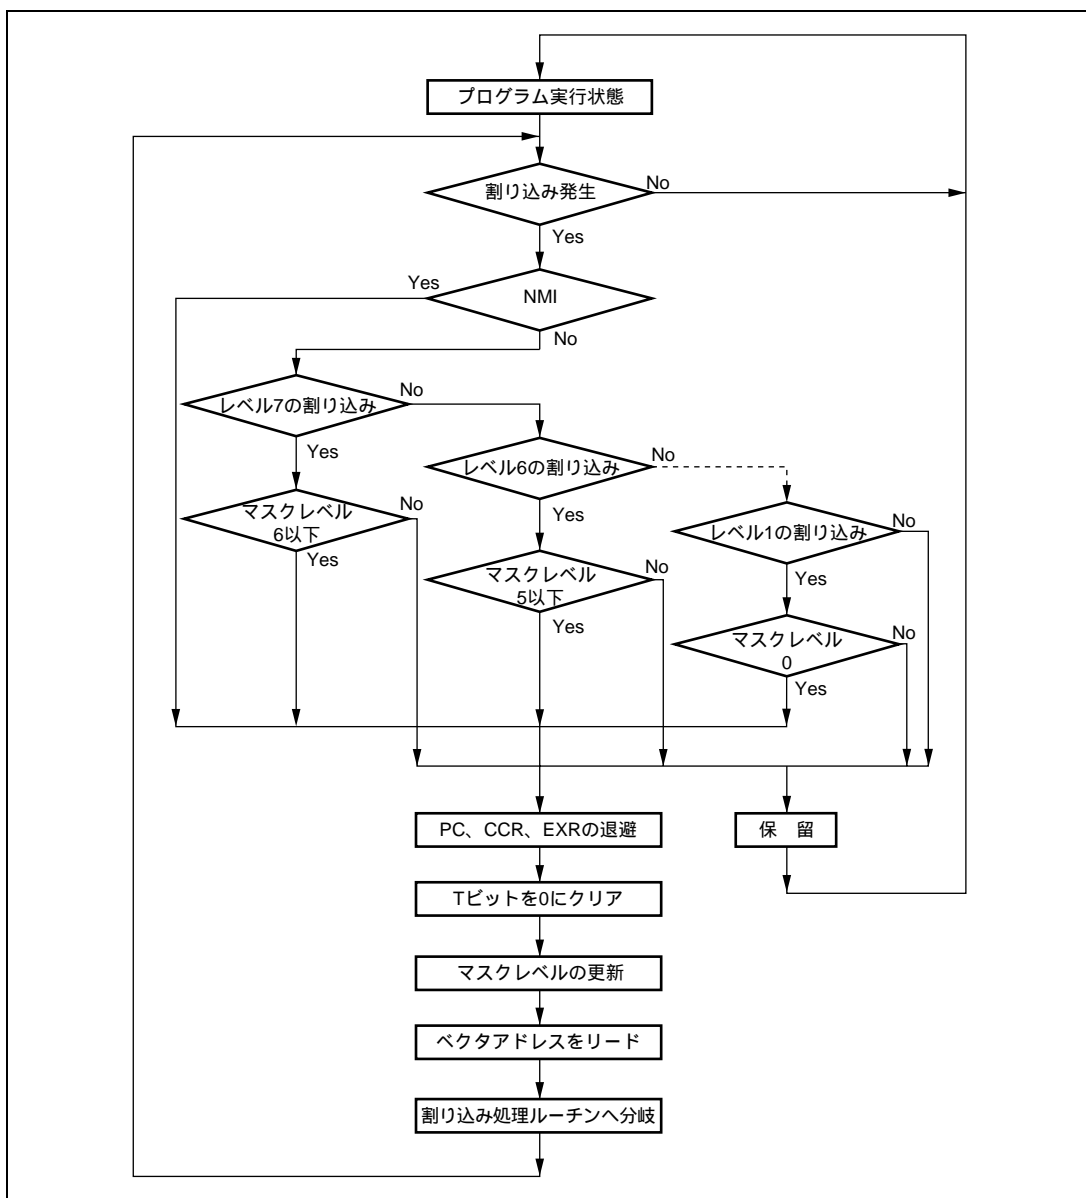 プログラム実行状態
割り込み発生
No
Yes
Yes
NMI
No
レベル7の割り込み
No
Yes
レベル6の割り込み
No
マスクレベル
6以下
No
Yes
Yes
レベル1の割り込み
No
マスクレベル
5以下
No
Yes
Yes
マスクレベル
0
No
Yes
PC、CCR、EXRの退避
保　留
Tビットを0にクリア
マスクレベルの更新
ベクタアドレスをリード
割り込み処理ルーチンへ分岐